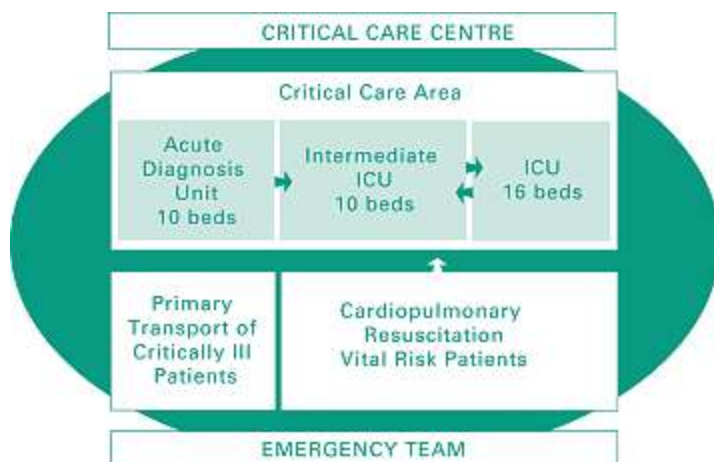 CRITICAL CARE CENTRE
Critical Care Area
Acute
Diagnosis
Unit
10 beds
Intermediate
ICU
10 beds
ICU
16 beds
Primary
Transport of
Critically Ill
Patients
Cardiopulmonary
Resuscitation
Vital Risk Patients
EMERGENCY TEAM